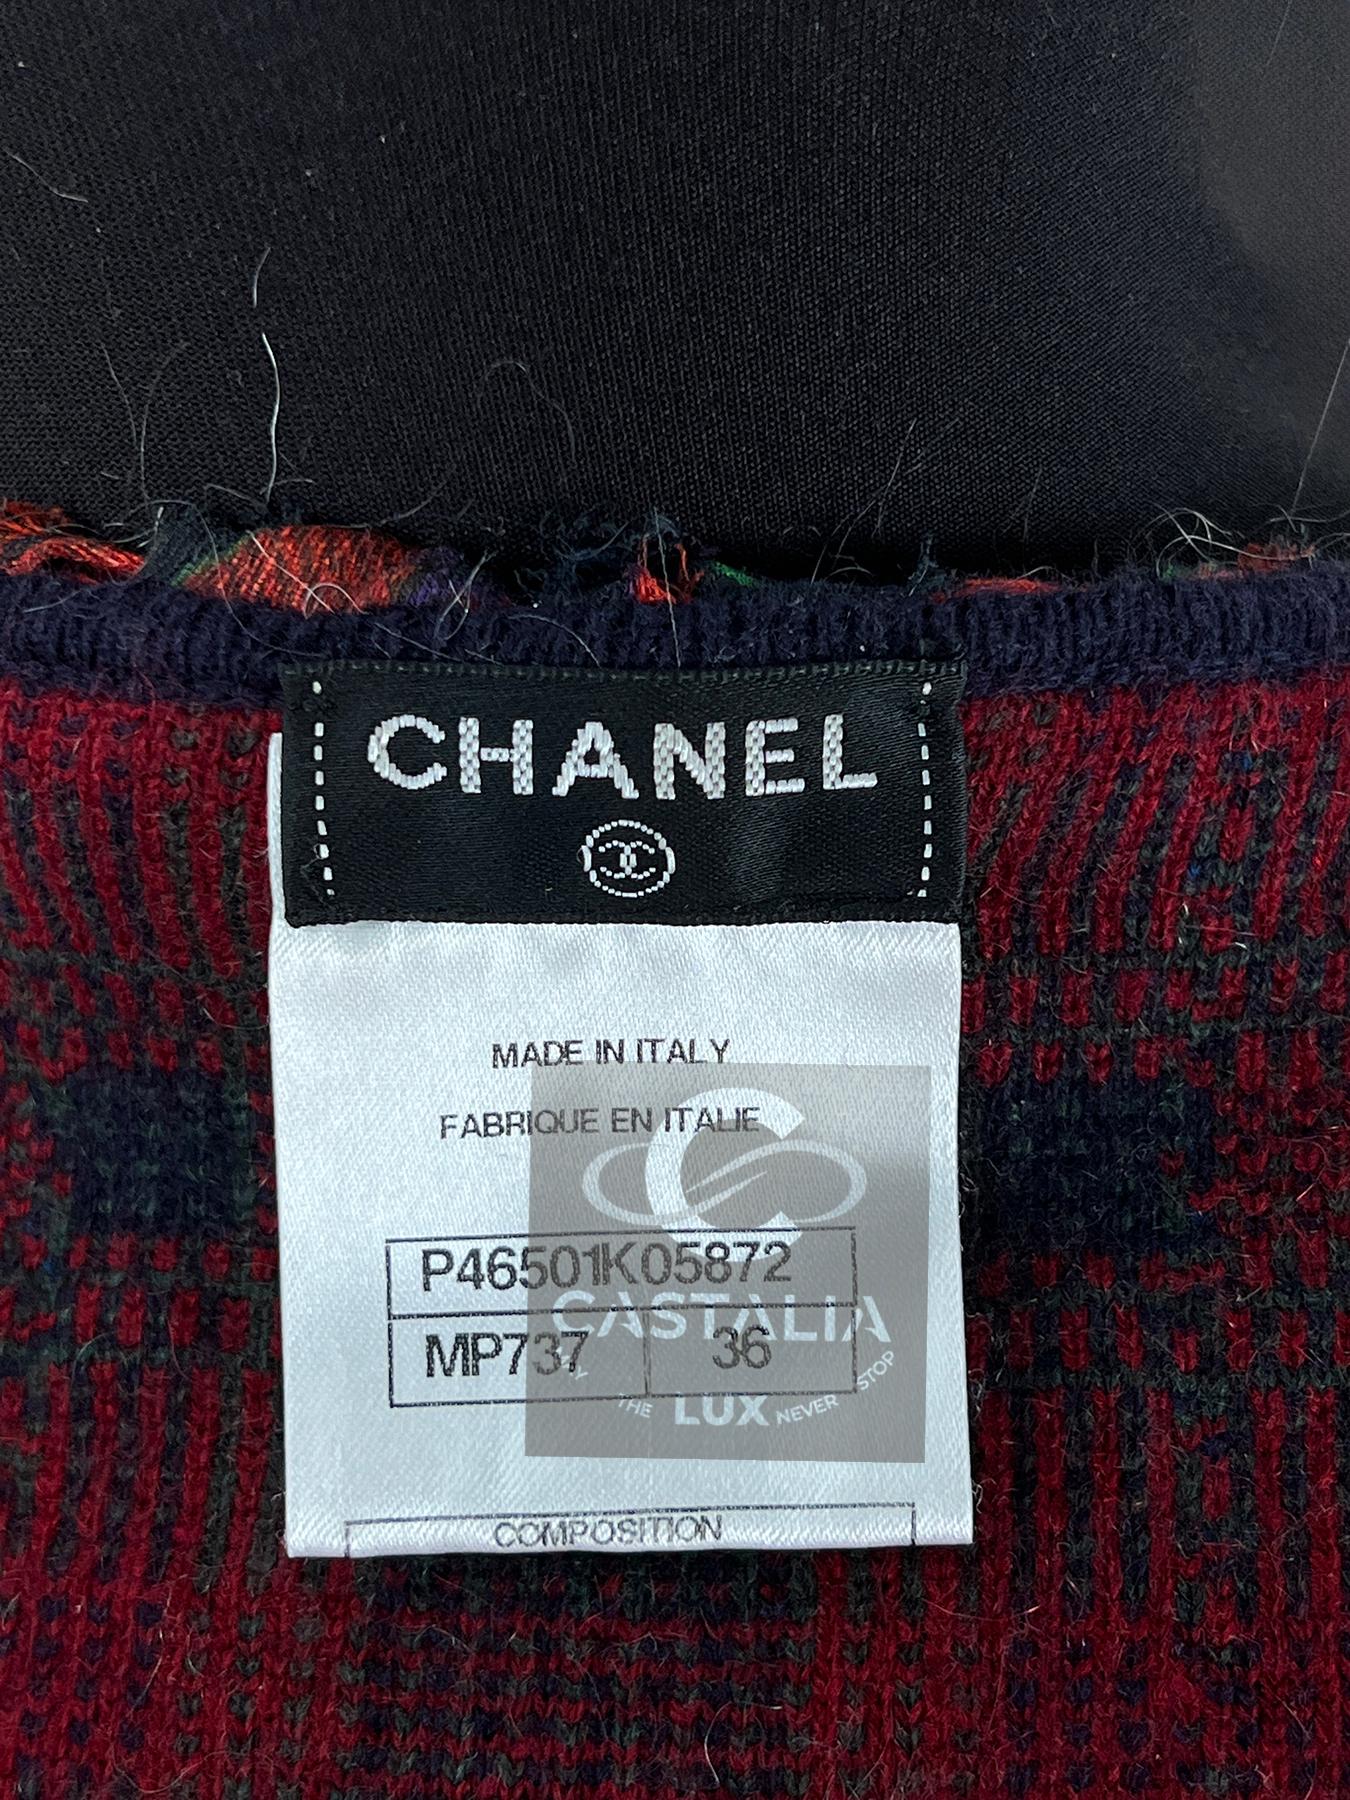 CHANEL
MADE IN ITALY
FABRIQUE EN ITALIE
P46501K05872
MP737 36
CASTALIA
THE LUX NEVER STOP
COMPOSITION